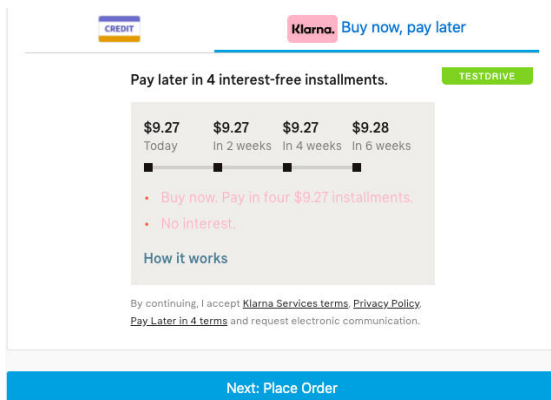 CREDIT
Klarna. Buy now, pay later
Pay later in 4 interest-free installments.
TESTDRIVE
$9.27 $9.27 $9.27 $9.28
Today In 2 weeks In 4 weeks In 6 weeks
• Buy now. Pay in four $9.27 installments.
• No interest.
How it works
By continuing, I accept Klarna Services terms, Privacy Policy,
Pay Later in 4 terms and request electronic communication.
Next: Place Order